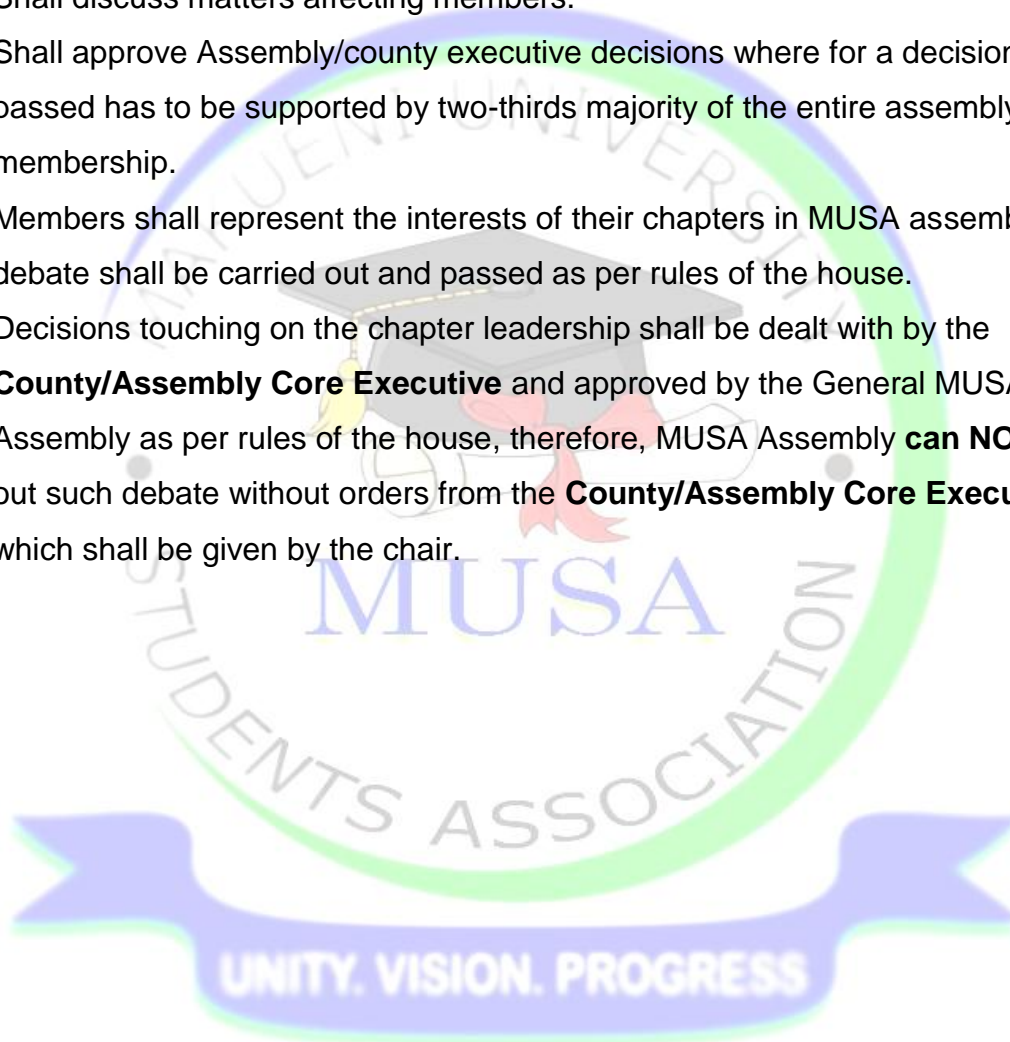 Shall discuss matters affecting members.
Shall approve Assembly/county executive decisions where for a decision
passed has to be supported by two-thirds majority of the entire assembly
membership.
Members shall represent the interests of their chapters in MUSA assemb
debate shall be carried out and passed as per rules of the house.
Decisions touching on the chapter leadership shall be dealt with by the
County/Assembly Core Executive and approved by the General MUSA
Assembly as per rules of the house, therefore, MUSA Assembly can NO
out such debate without orders from the County/Assembly Core Execu
which shall be given by the chair.
MAKUENI UNIVERSITY
MUSA
STUDENTS ASSOCIATION
UNITY. VISION. PROGRESS